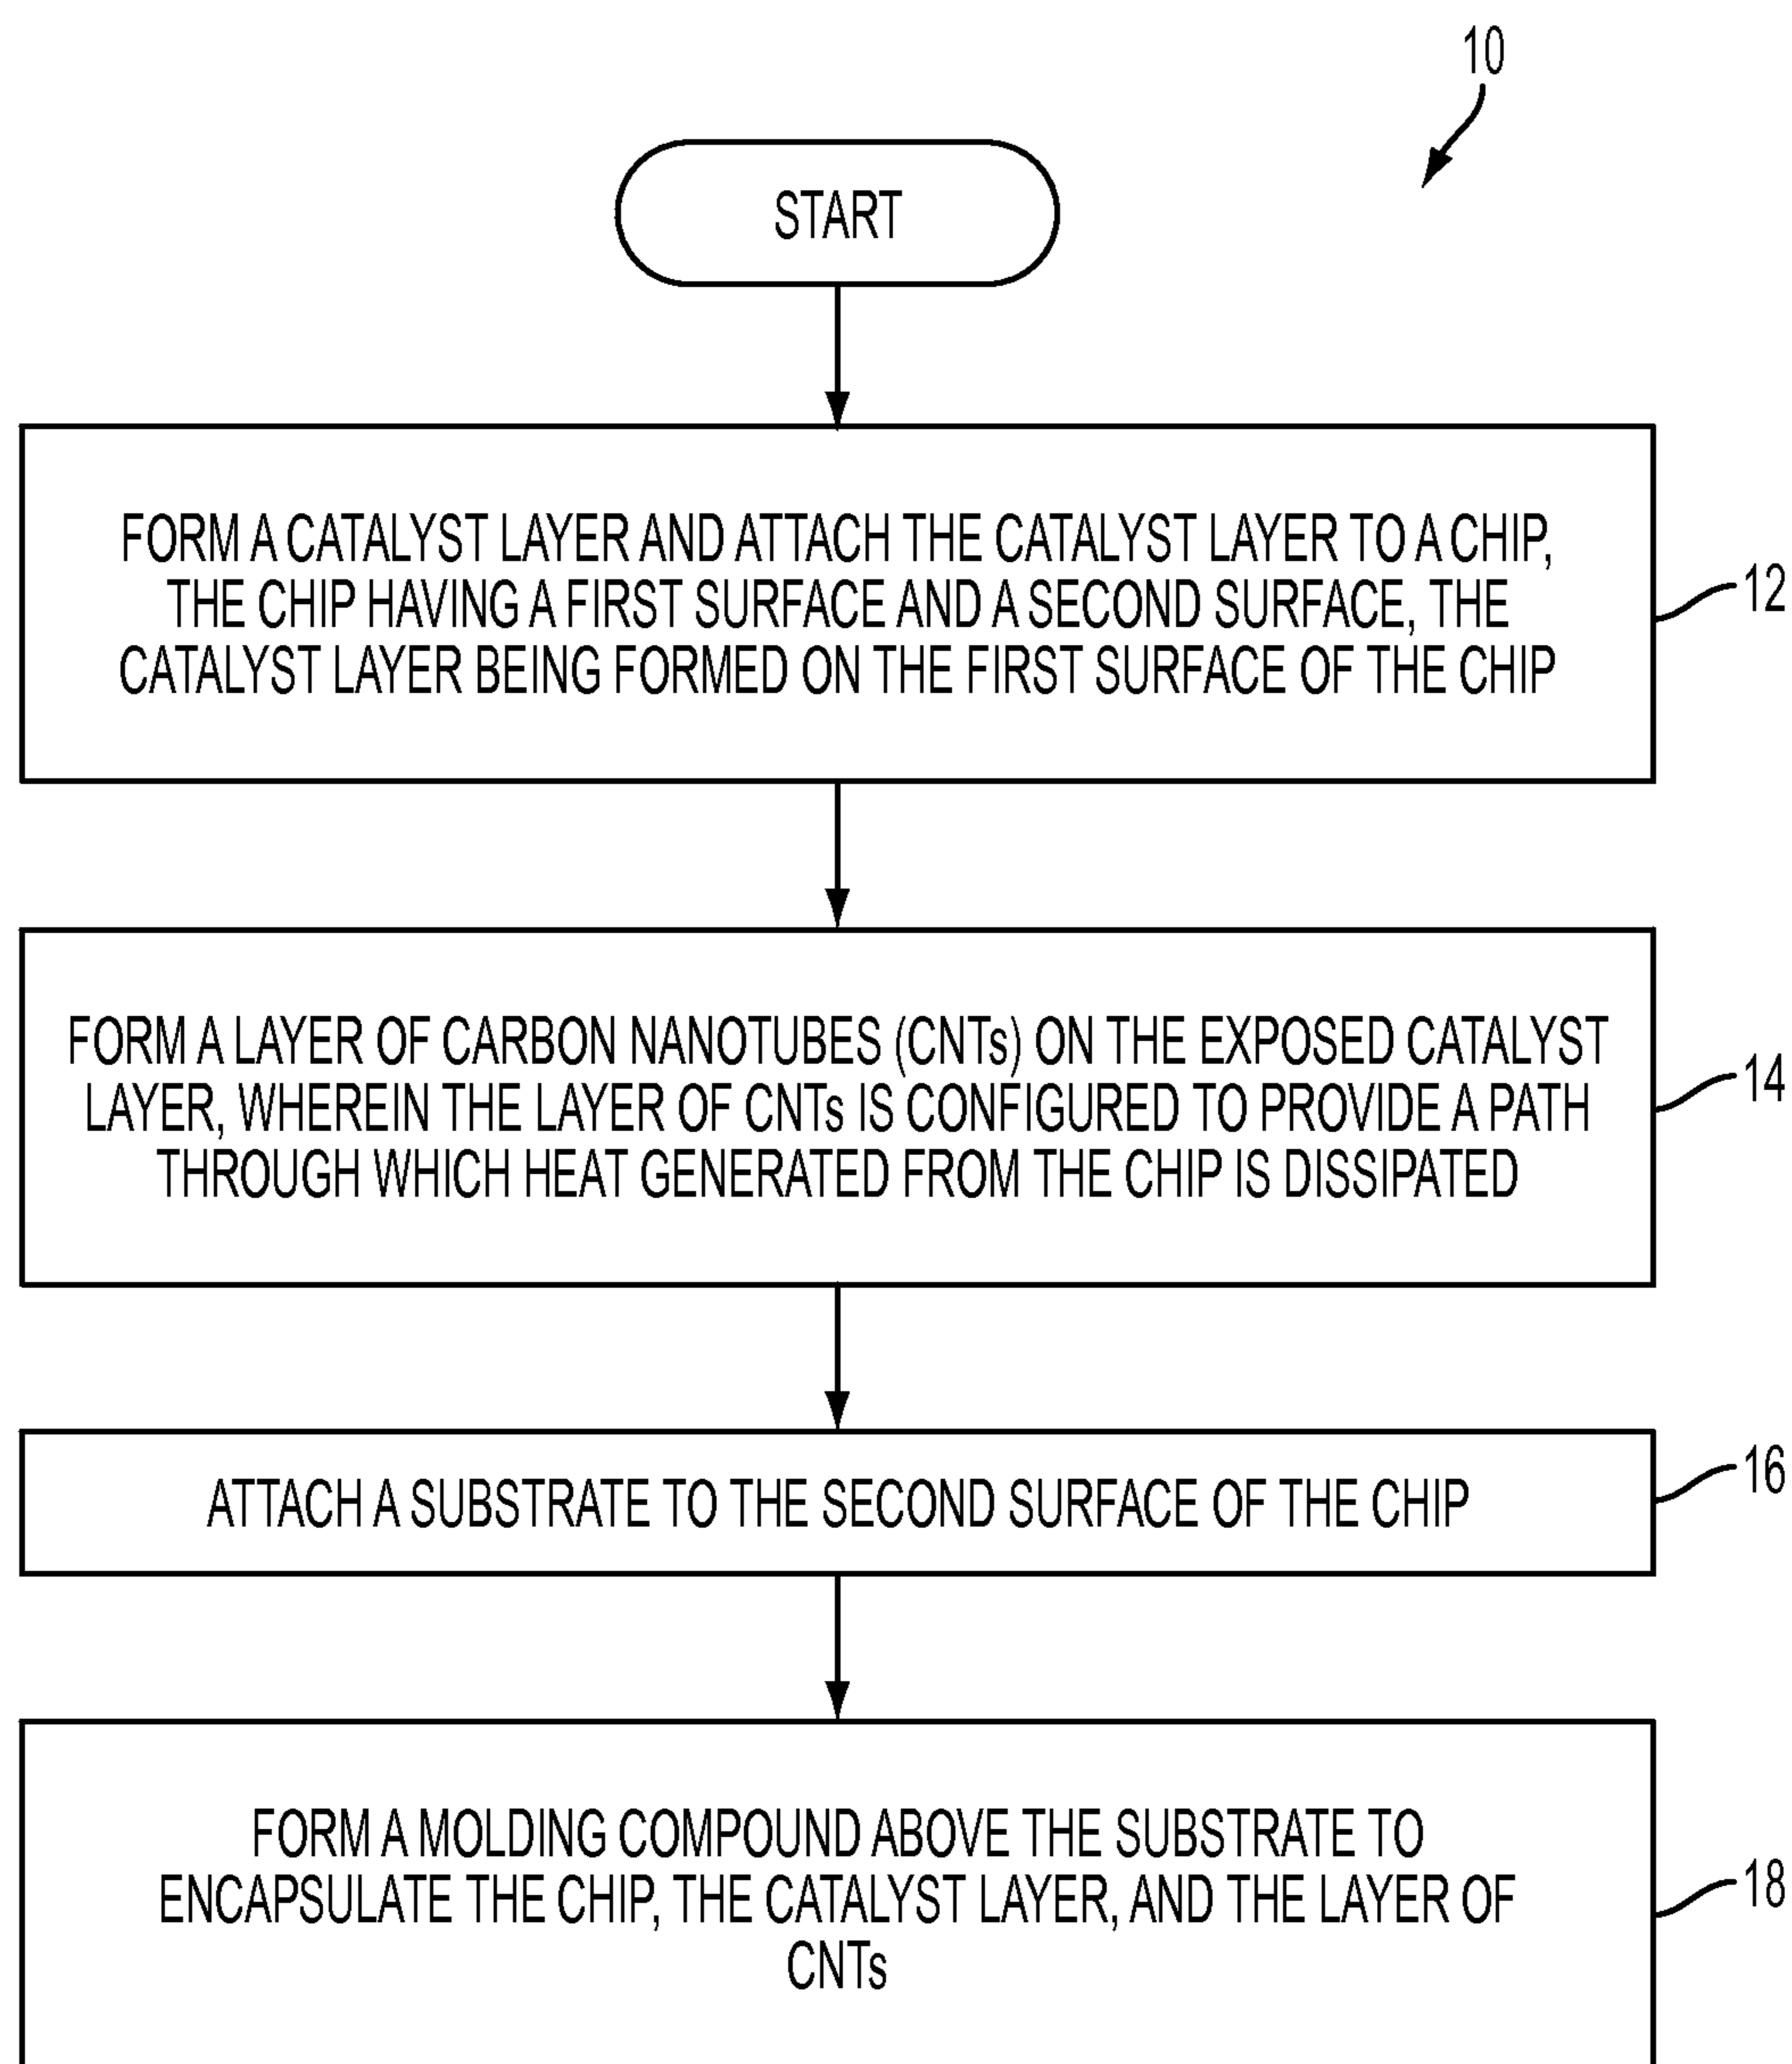 10
START
FORM A CATALYST LAYER AND ATTACH THE CATALYST LAYER TO A CHIP,
THE CHIP HAVING A FIRST SURFACE AND A SECOND SURFACE, THE
CATALYST LAYER BEING FORMED ON THE FIRST SURFACE OF THE CHIP
12
FORM A LAYER OF CARBON NANOTUBES (CNTs) ON THE EXPOSED CATALYST
LAYER, WHEREIN THE LAYER OF CNTs IS CONFIGURED TO PROVIDE A PATH
THROUGH WHICH HEAT GENERATED FROM THE CHIP IS DISSIPATED
14
ATTACH A SUBSTRATE TO THE SECOND SURFACE OF THE CHIP
16
FORM A MOLDING COMPOUND ABOVE THE SUBSTRATE TO
ENCAPSULATE THE CHIP, THE CATALYST LAYER, AND THE LAYER OF
CNTs
18